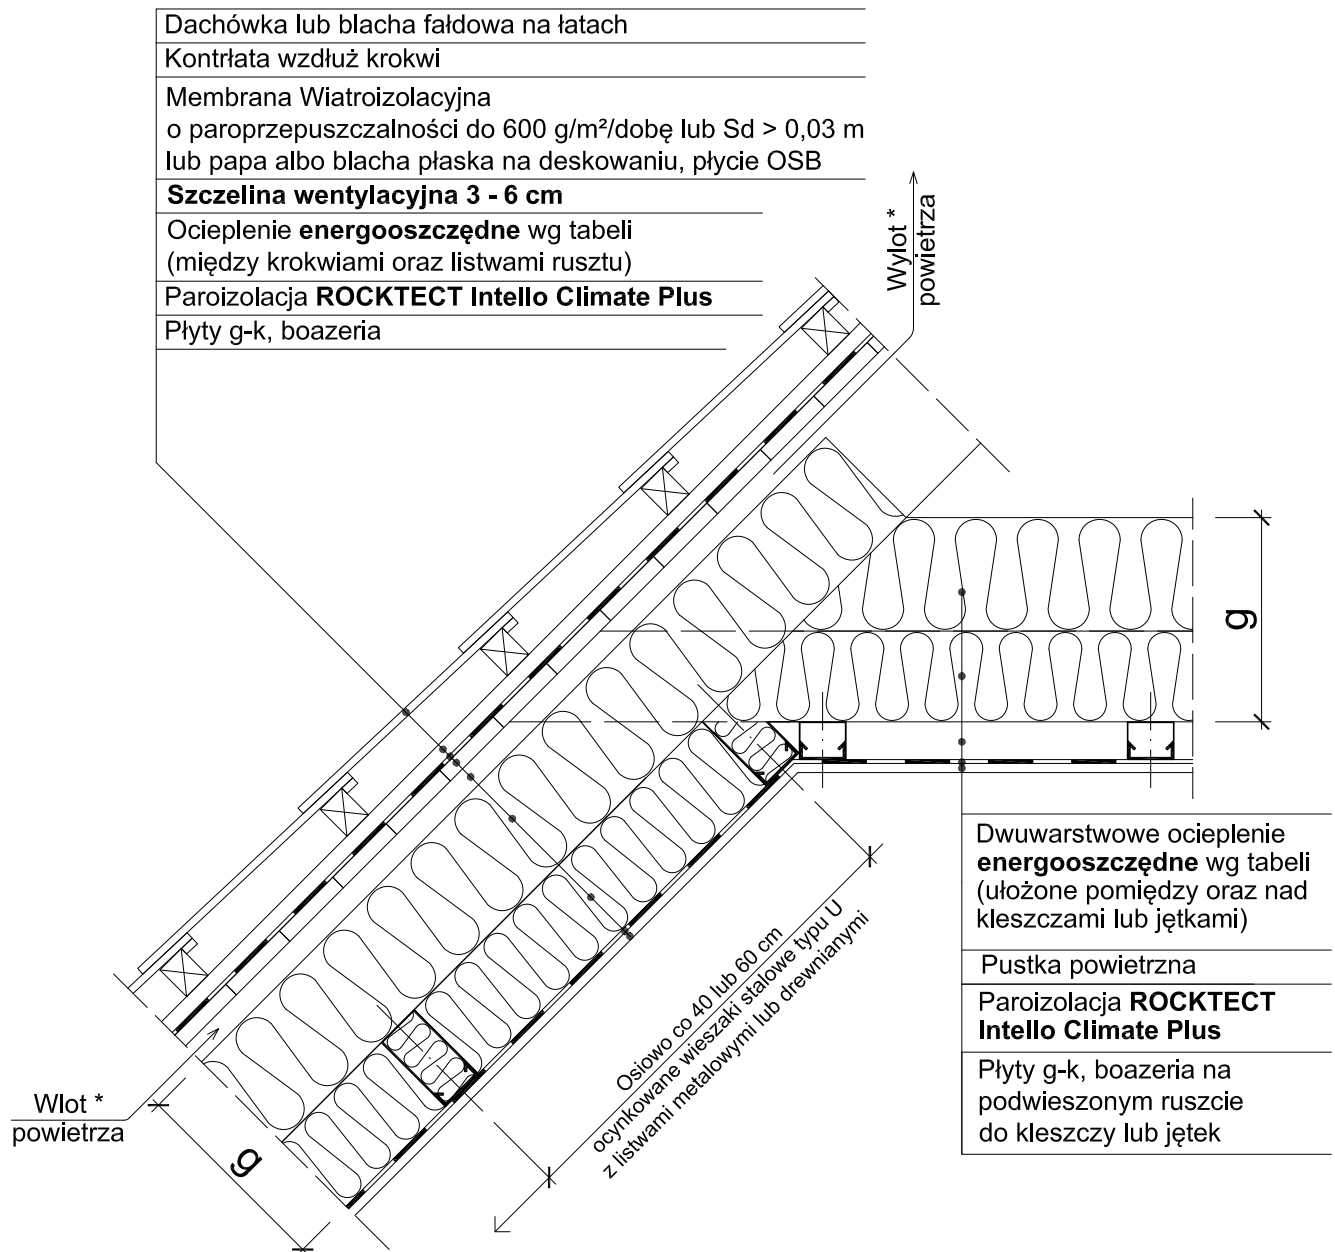 Dachówka lub blacha fałdowa na łatach
Kontrłata wzdłuż krokwi
Membrana Wiatroizolacyjna
o paroprzepuszczalności do 600 g/m²/dobę lub Sd > 0,03 m
lub papa albo blacha płaska na deskowaniu, płycie OSB
Szczelina wentylacyjna 3 - 6 cm
Ocieplenie energooszczędne wg tabeli
(między krokwiami oraz listwami rusztu)
Paroizolacja ROCKTECT Intello Climate Plus
Płyty g-k, boazeria
Wylot *
powietrza
g
Dwuwarstwowe ocieplenie
energooszczędne wg tabeli
(ułożone pomiędzy oraz nad
kleszczami lub jętkami)
Pustka powietrzna
Paroizolacja ROCKTECT
Intello Climate Plus
Płyty g-k, boazeria na
podwieszonym ruszcie
do kleszczy lub jętek
Osiowo co 40 lub 60 cm
ocynkowane wieszaki stalowe typu U
z listwami metalowymi lub drewnianymi
Wlot *
powietrza
g